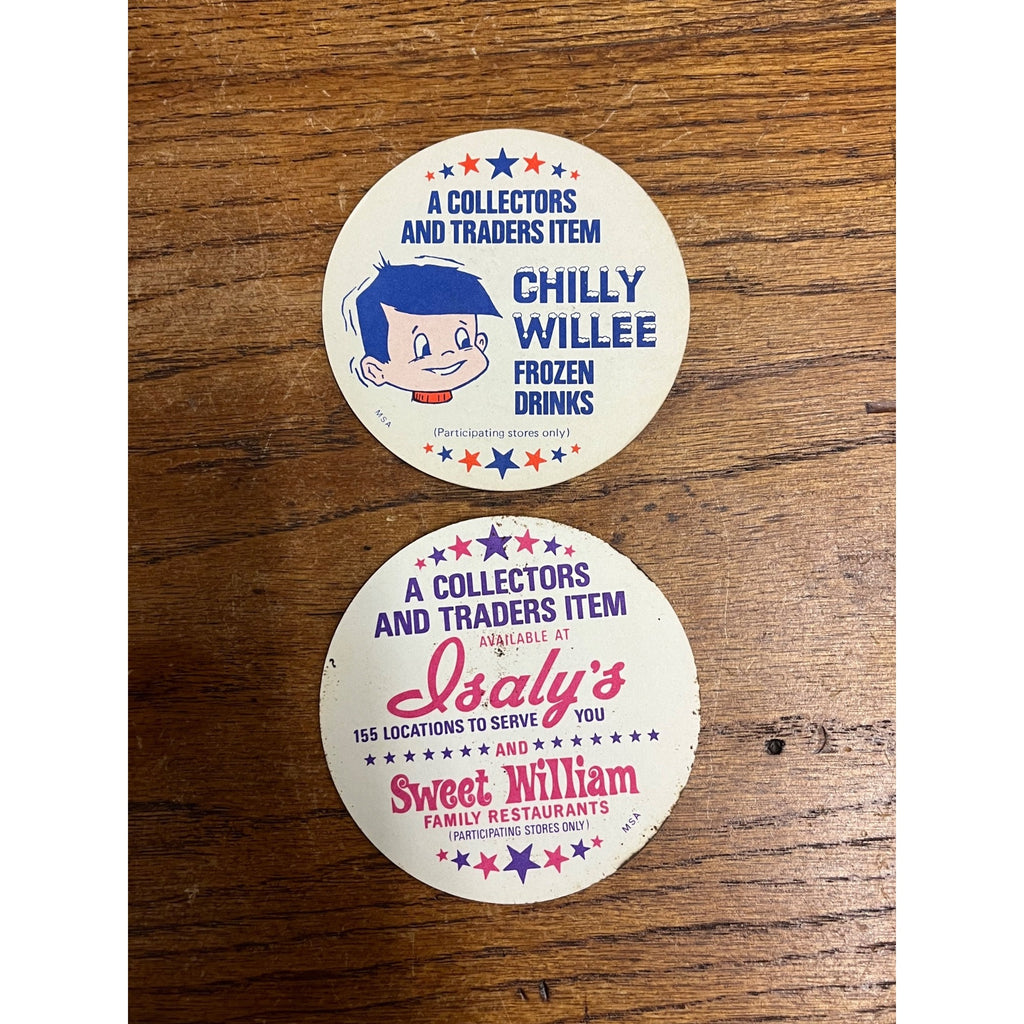 A COLLECTORS
AND TRADERS ITEM
CHILLY
WILLEE
FROZEN
DRINKS
MSA
(Participating stores only)
A COLLECTORS
AND TRADERS ITEM
AVAILABLE AT
Isaly's
155 LOCATIONS TO SERVE YOU
AND
Sweet William
FAMILY RESTAURANTS
(PARTICIPATING STORES ONLY)
MSA